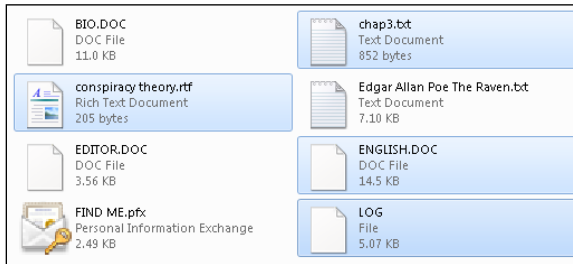 BIO.DOC
DOC File
11.0 KB
chap3.txt
Text Document
852 bytes
conspiracy theory.rtf
Rich Text Document
205 bytes
Edgar Allan Poe The Raven.txt
Text Document
7.10 KB
EDITOR.DOC
DOC File
3.56 KB
ENGLISH.DOC
DOC File
14.5 KB
FIND ME.pfx
Personal Information Exchange
2.49 KB
LOG
File
5.07 KB